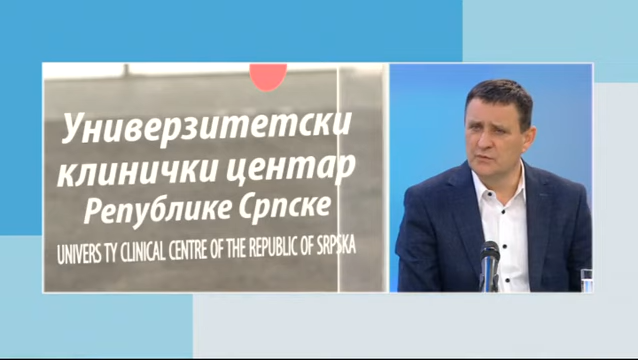 Универзитетски
клинички центар
Републике Српске
UNIVERS TY CLINICAL CENTRE OF THE REPUBLIC OF SRPSKA